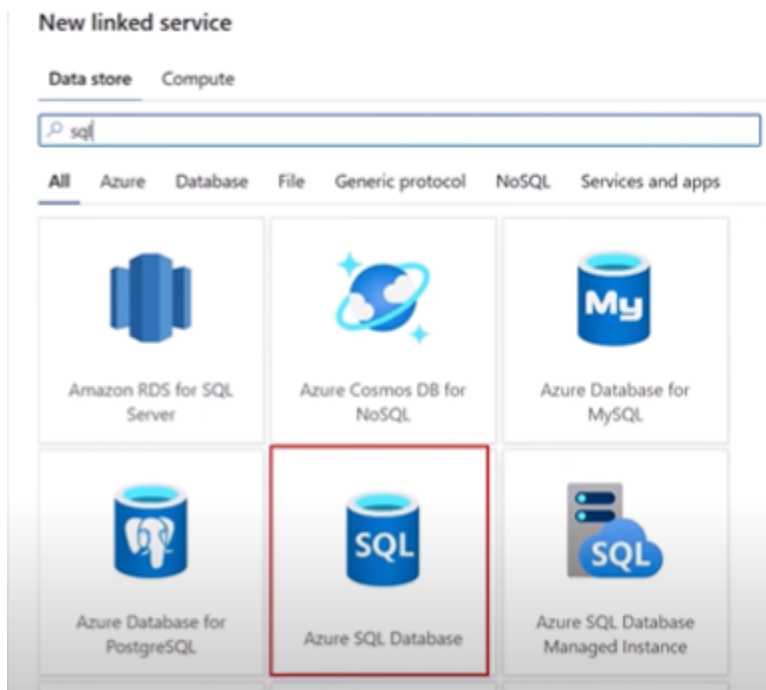 New linked service
Data store Compute
sql
All Azure Database File Generic protocol NoSQL Services and apps
My
Amazon RDS for SQL
Server
Azure Cosmos DB for
NoSQL
Azure Database for
MySQL
SQL
SQL
Azure Database for
PostgreSQL
Azure SQL Database
Azure SQL Database
Managed Instance